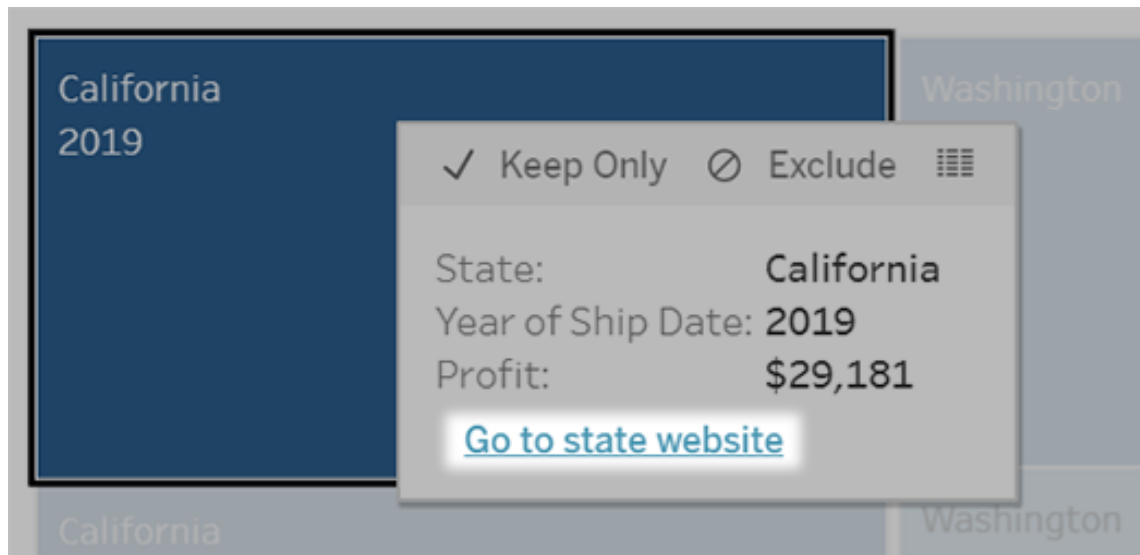 California
2019
Washington
Keep Only Exclude
State: California
Year of Ship Date: 2019
Profit: $29,181
Go to state website
California
Washington